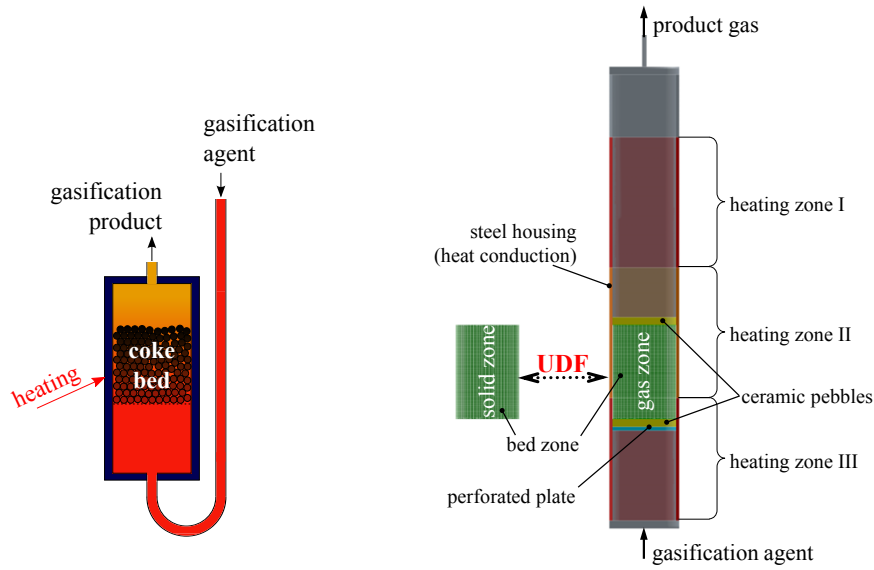 gasification
agent
gasification
product
coke
bed
heating
product gas
heating zone I
steel housing
(heat conduction)
heating zone II
solid zone
UDF
gas zone
ceramic pebbles
bed zone
heating zone III
perforated plate
gasification agent